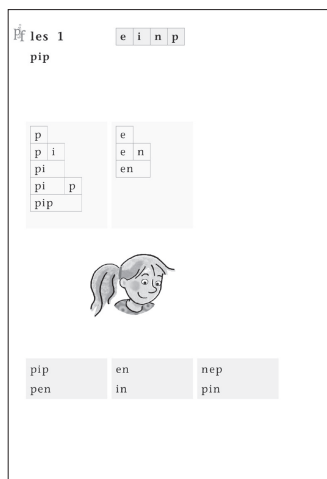 les 1
e i n p
pip
p
p i
pi
pi p
pip
e
e n
en
pip en nep
pen in pin